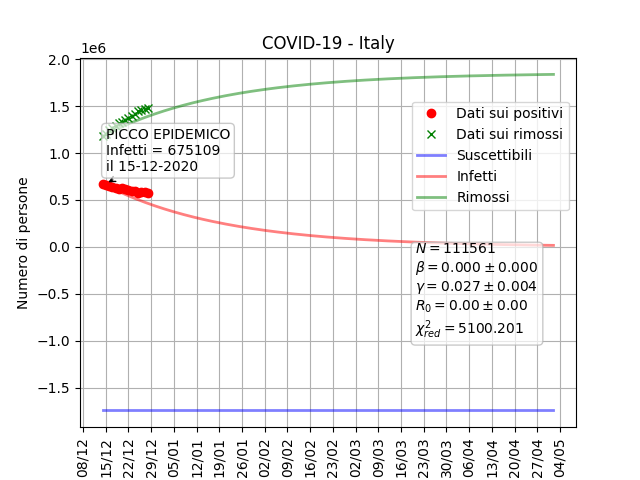 COVID-19 - Italy
1e6
2.0
1.5
1.0
0.5
0.0
−0.5
−1.0
−1.5
Numero di persone
PICCO EPIDEMICO
Infetti = 675109
il 15-12-2020
Dati sui positivi
Dati sui rimossi
Suscettibili
Infetti
Rimossi
N = 111561
β = 0.000 ± 0.000
γ = 0.027 ± 0.004
R₀ = 0.00 ± 0.00
χ²red = 5100.201
08/12
15/12
22/12
29/12
05/01
12/01
19/01
26/01
02/02
09/02
16/02
23/02
02/03
09/03
16/03
23/03
30/03
06/04
13/04
20/04
27/04
04/05